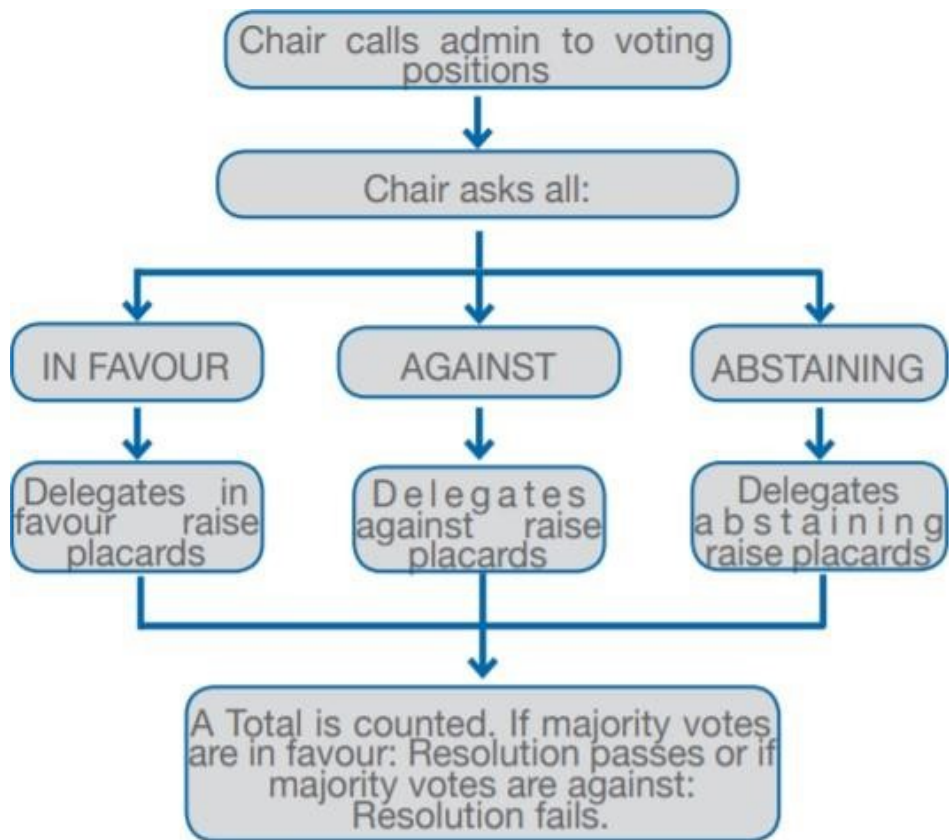 Chair calls admin to voting
positions
Chair asks all:
IN FAVOUR
AGAINST
ABSTAINING
Delegates in
favour raise
placards
Delegates
against raise
placards
Delegates
abstaining
raise placards
A Total is counted. If majority votes
are in favour: Resolution passes or if
majority votes are against:
Resolution fails.